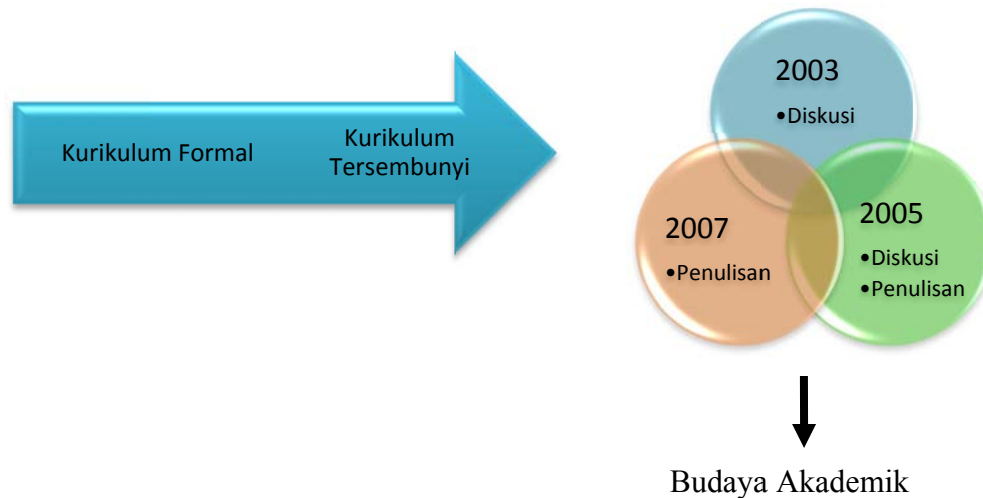 Kurikulum Formal
Kurikulum
Tersembunyi
2003
•Diskusi
2007
•Penulisan
2005
•Diskusi
•Penulisan
Budaya Akademik